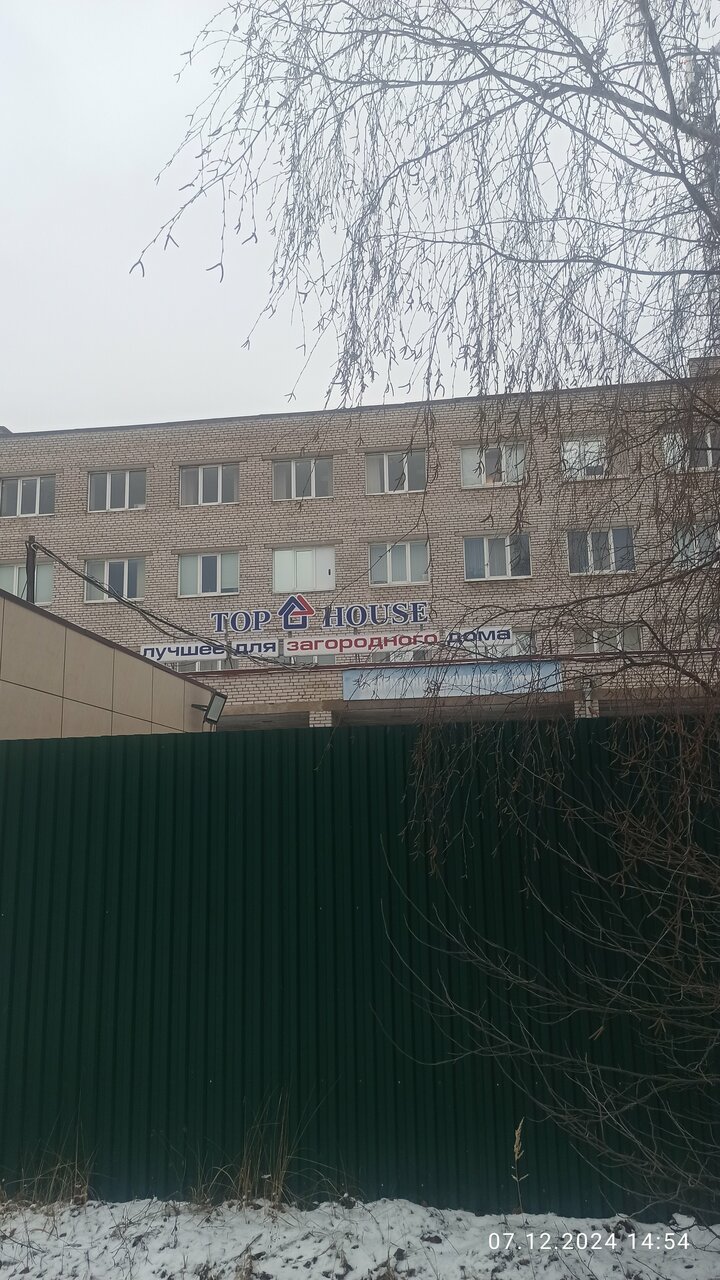 TOP HOUSE
лучшее для загородного дома
07.12.2024 14:54